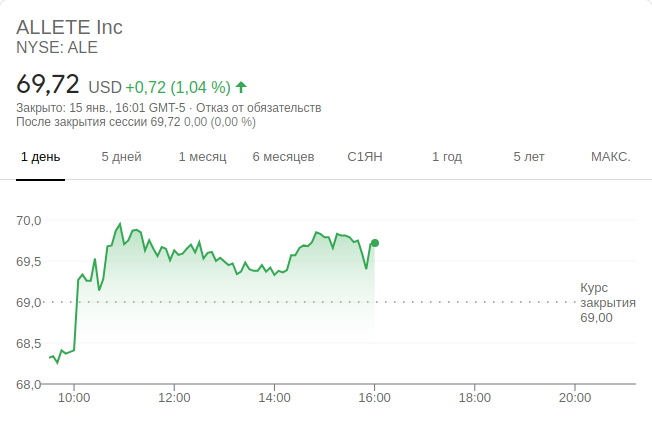 ALLETE Inc
NYSE: ALE
69,72 USD +0,72 (1,04 %)
Закрыто: 15 янв., 16:01 GMT-5 · Отказ от обязательств
После закрытия сессии 69,72 0,00 (0,00 %)
1 день 5 дней 1 месяц 6 месяцев С1ЯН 1 год 5 лет МАКС.
70,0
69,5
69,0
68,5
68,0
Курс
закрытия
69,00
10:00 12:00 14:00 16:00 18:00 20:00